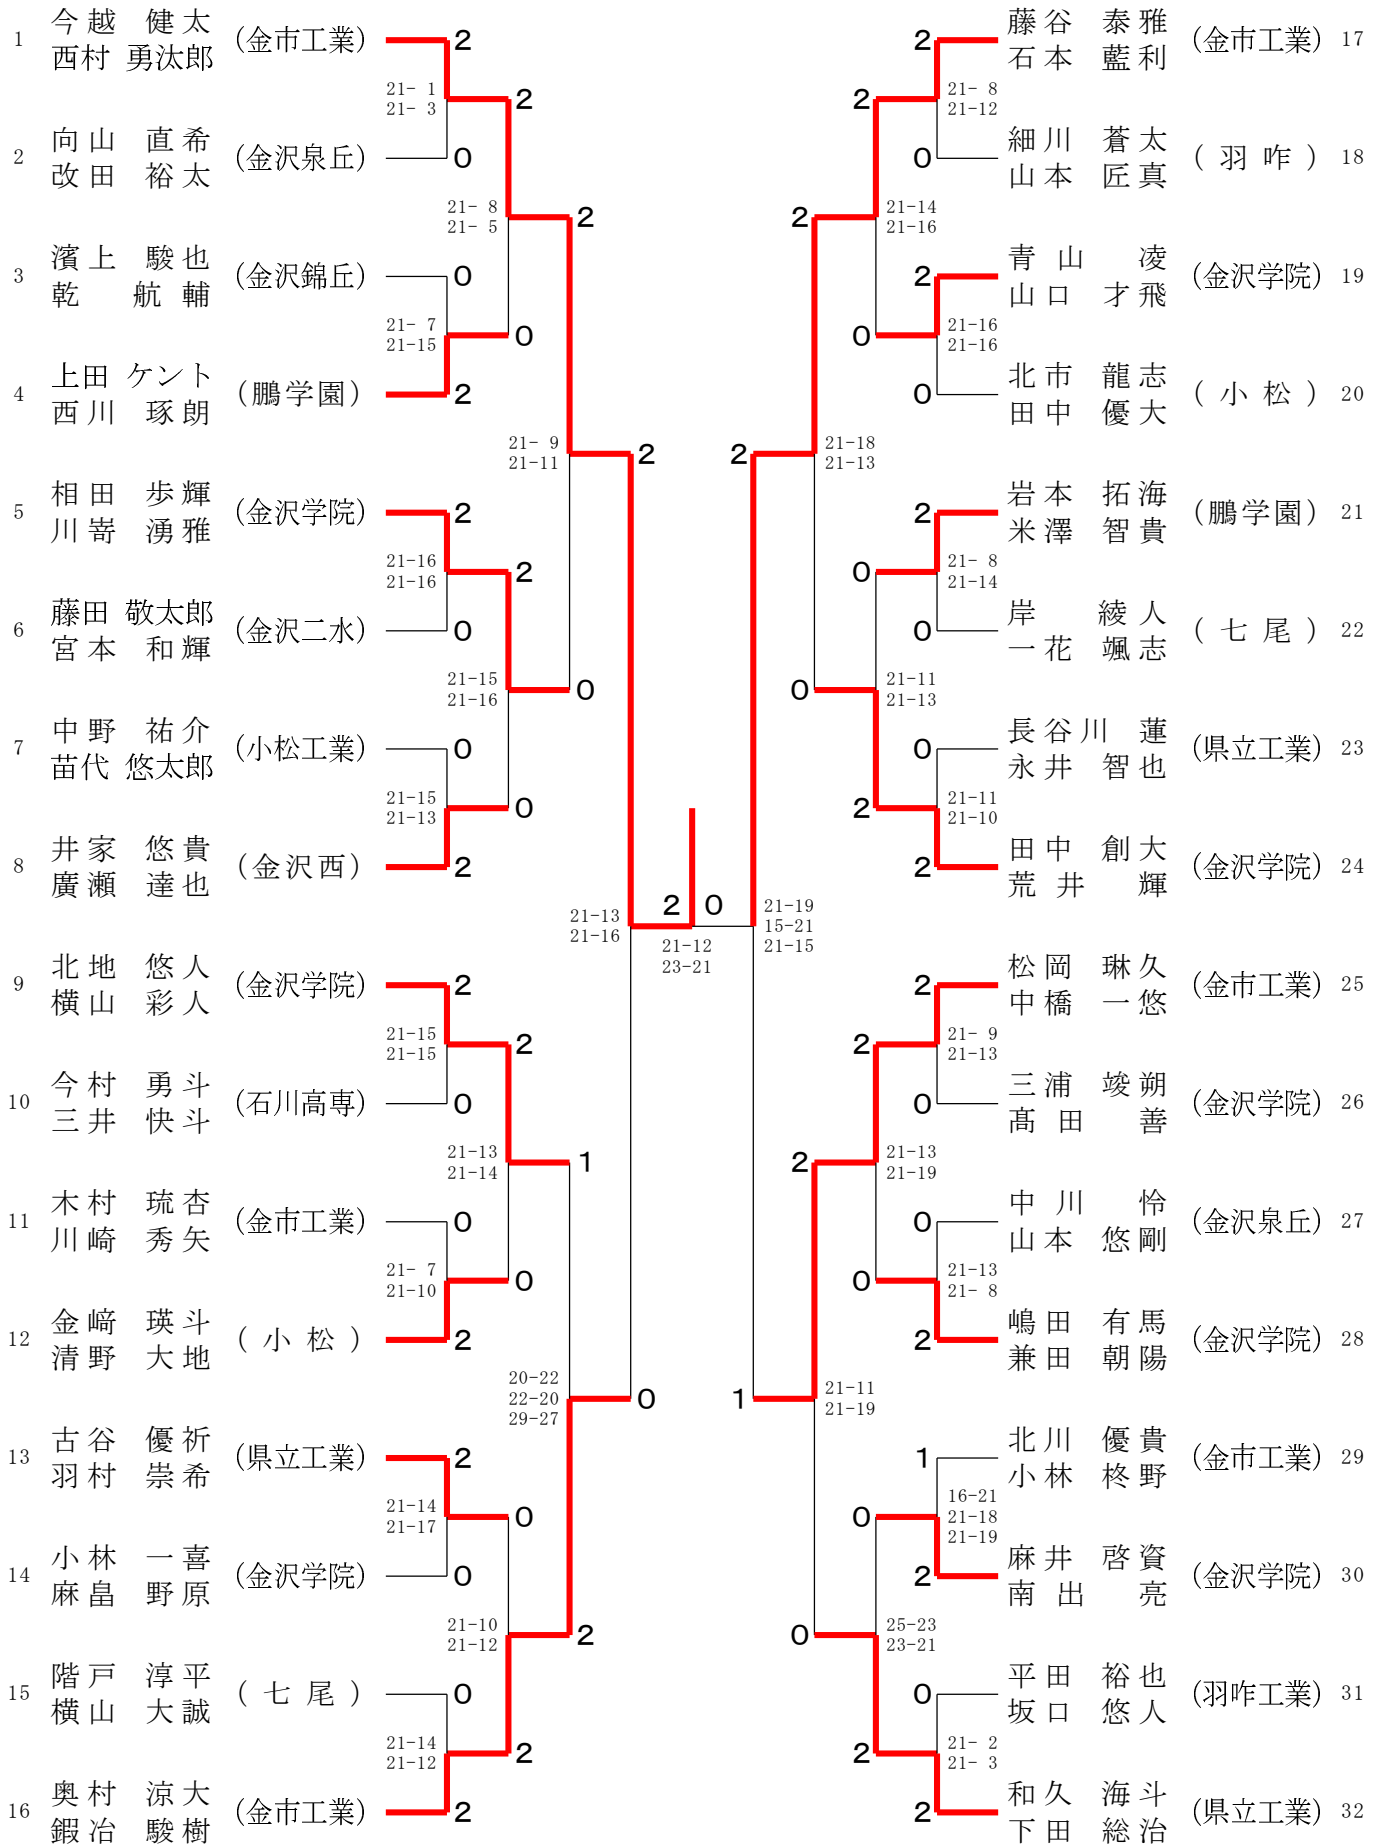 今越 健太
1 (金市工業) 2
西村 勇汰郎
21- 1
21- 3
2
向山 直希
2 (金沢泉丘) 0
改田 裕太
21- 8
21- 5
2
濱上 駿也
3 (金沢錦丘) 0
乾 航輔
21- 7
21-15
0
上田 ケント
4 (鵬学園) 2
西川 琢朗
21- 9
21-11
2
相田 歩輝
5 (金沢学院) 2
川嵜 湧雅
21-16
21-16
2
藤田 敬太郎
6 (金沢二水) 0
宮本 和輝
21-15
21-16
0
中野 祐介
7 (小松工業) 0
苗代 悠太郎
21-15
21-13
0
井家 悠貴
8 (金沢西) 2
廣瀬 達也
21-13
21-16
2 0
21-12
23-21
北地 悠人
9 (金沢学院) 2
横山 彩人
21-15
21-15
2
今村 勇斗
10 (石川高専) 0
三井 快斗
21-13
21-14
1
木村 琉杏
11 (金市工業) 0
川崎 秀矢
21- 7
21-10
0
金﨑 瑛斗
12 (小松) 2
清野 大地
20-22
22-20
29-27
0
古谷 優祈
13 (県立工業) 2
羽村 崇希
21-14
21-17
0
小林 一喜
14 (金沢学院) 0
麻畠 野原
21-10
21-12
2
階戸 淳平
15 (七尾) 0
横山 大誠
21-14
21-12
2
奥村 涼大
16 (金市工業) 2
鍜冶 駿樹
藤谷 泰雅
2 (金市工業) 17
石本 藍利
2
21- 8
21-12
細川 蒼太
0 (羽咋) 18
山本 匠真
2
21-14
21-16
青山 凌
2 (金沢学院) 19
山口 才飛
0
21-16
21-16
北市 龍志
0 (小松) 20
田中 優大
2
21-18
21-13
岩本 拓海
2 (鵬学園) 21
米澤 智貴
0
21- 8
21-14
岸 綾人
0 (七尾) 22
一花 颯志
0
21-11
21-13
長谷川 蓮
0 (県立工業) 23
永井 智也
2
21-11
21-10
田中 創大
2 (金沢学院) 24
荒井 輝
21-19
15-21
21-15
松岡 琳久
2 (金市工業) 25
中橋 一悠
2
21- 9
21-13
三浦 竣朔
0 (金沢学院) 26
髙田 善
2
21-13
21-19
中川 怜
0 (金沢泉丘) 27
山本 悠剛
0
21-13
21- 8
嶋田 有馬
2 (金沢学院) 28
兼田 朝陽
1
21-11
21-19
北川 優貴
1 (金市工業) 29
小林 柊野
0
16-21
21-18
21-19
麻井 啓資
2 (金沢学院) 30
南出 亮
0
25-23
23-21
平田 裕也
0 (羽咋工業) 31
坂口 悠人
2
21- 2
21- 3
和久 海斗
2 (県立工業) 32
下田 総治